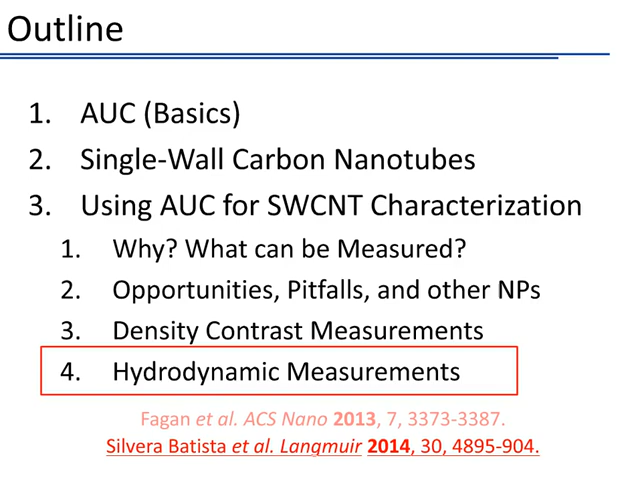 Outline
1. AUC (Basics)
2. Single-Wall Carbon Nanotubes
3. Using AUC for SWCNT Characterization
1. Why? What can be Measured?
2. Opportunities, Pitfalls, and other NPs
3. Density Contrast Measurements
4. Hydrodynamic Measurements
Fagan et al. ACS Nano 2013, 7, 3373-3387.
Silvera Batista et al. Langmuir 2014, 30, 4895-904.